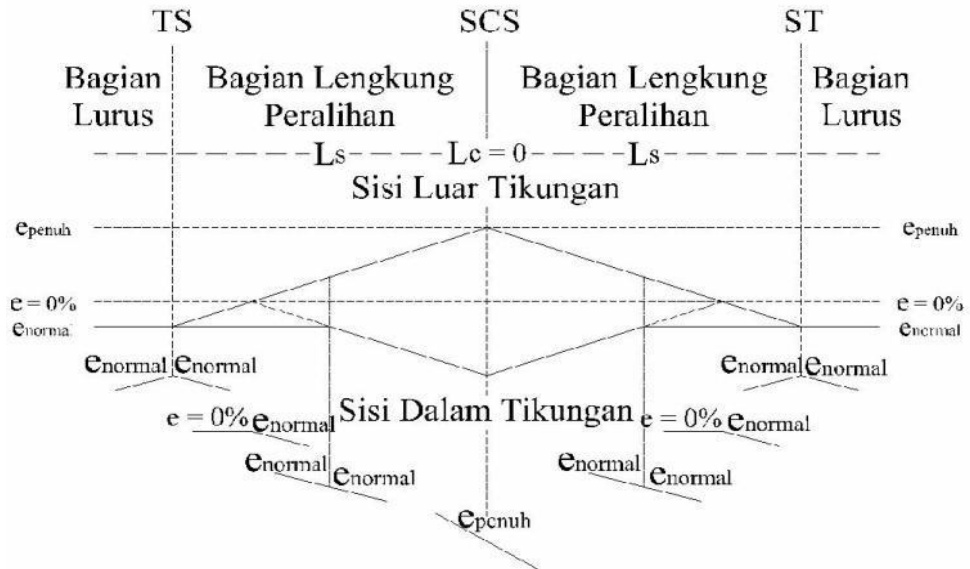 TS SCS ST
Bagian Lurus
Bagian Lengkung Peralihan
Bagian Lengkung Peralihan
Bagian Lurus
Ls Lc = 0 Ls
Sisi Luar Tikungan
epenuh epenuh
e = 0% e = 0%
enormal enormal
enormal enormal enormal enormal
Sisi Dalam Tikungan
e = 0% enormal e = 0% enormal
enormal enormal enormal enormal
epenuh